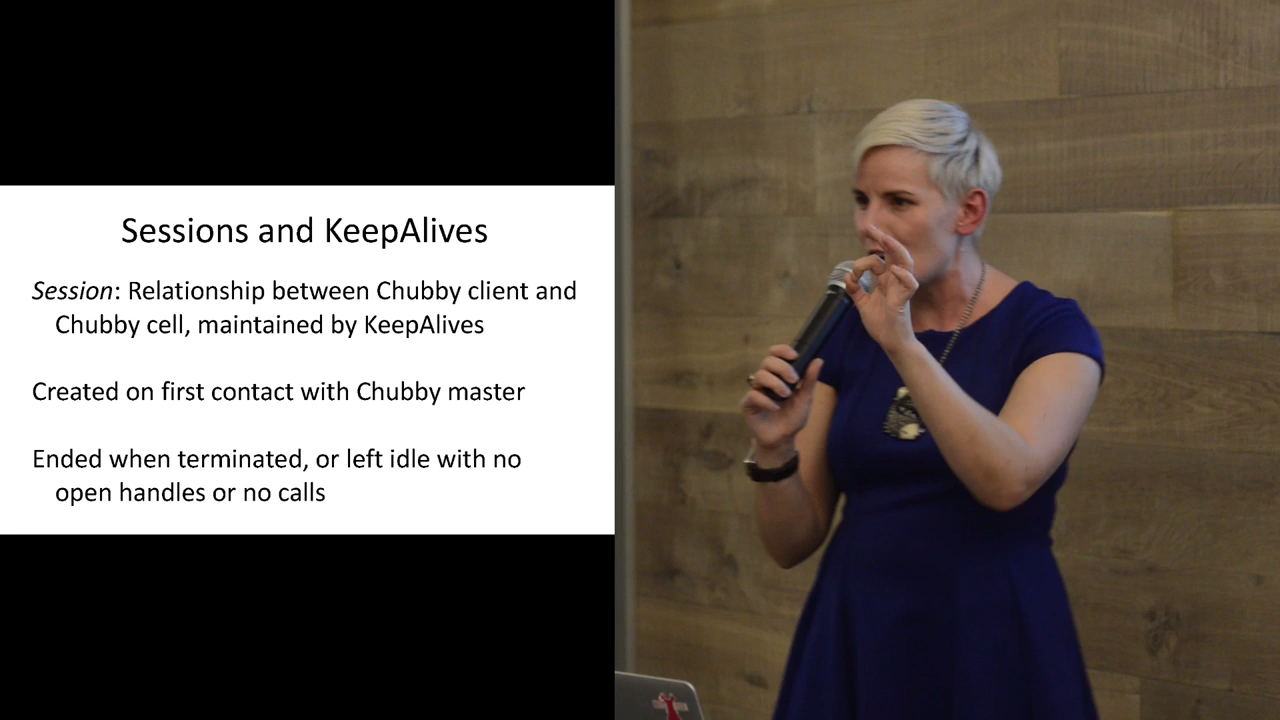 Sessions and KeepAlives
Session: Relationship between Chubby client and
Chubby cell, maintained by KeepAlives
Created on first contact with Chubby master
Ended when terminated, or left idle with no
open handles or no calls